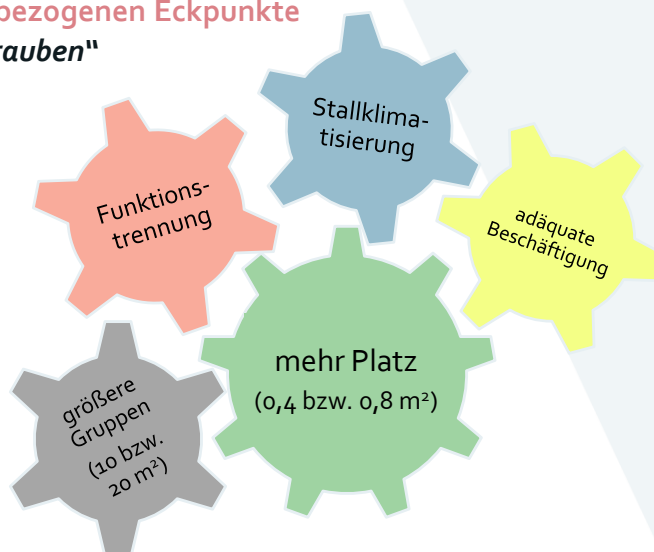 bezogenen Eckpunkte
rauben“
Stallklima-
tisierung
Funktions-
trennung
adäquate
Beschäftigung
mehr Platz
(0,4 bzw. 0,8 m²)
größere
Gruppen
(10 bzw.
20 m²)